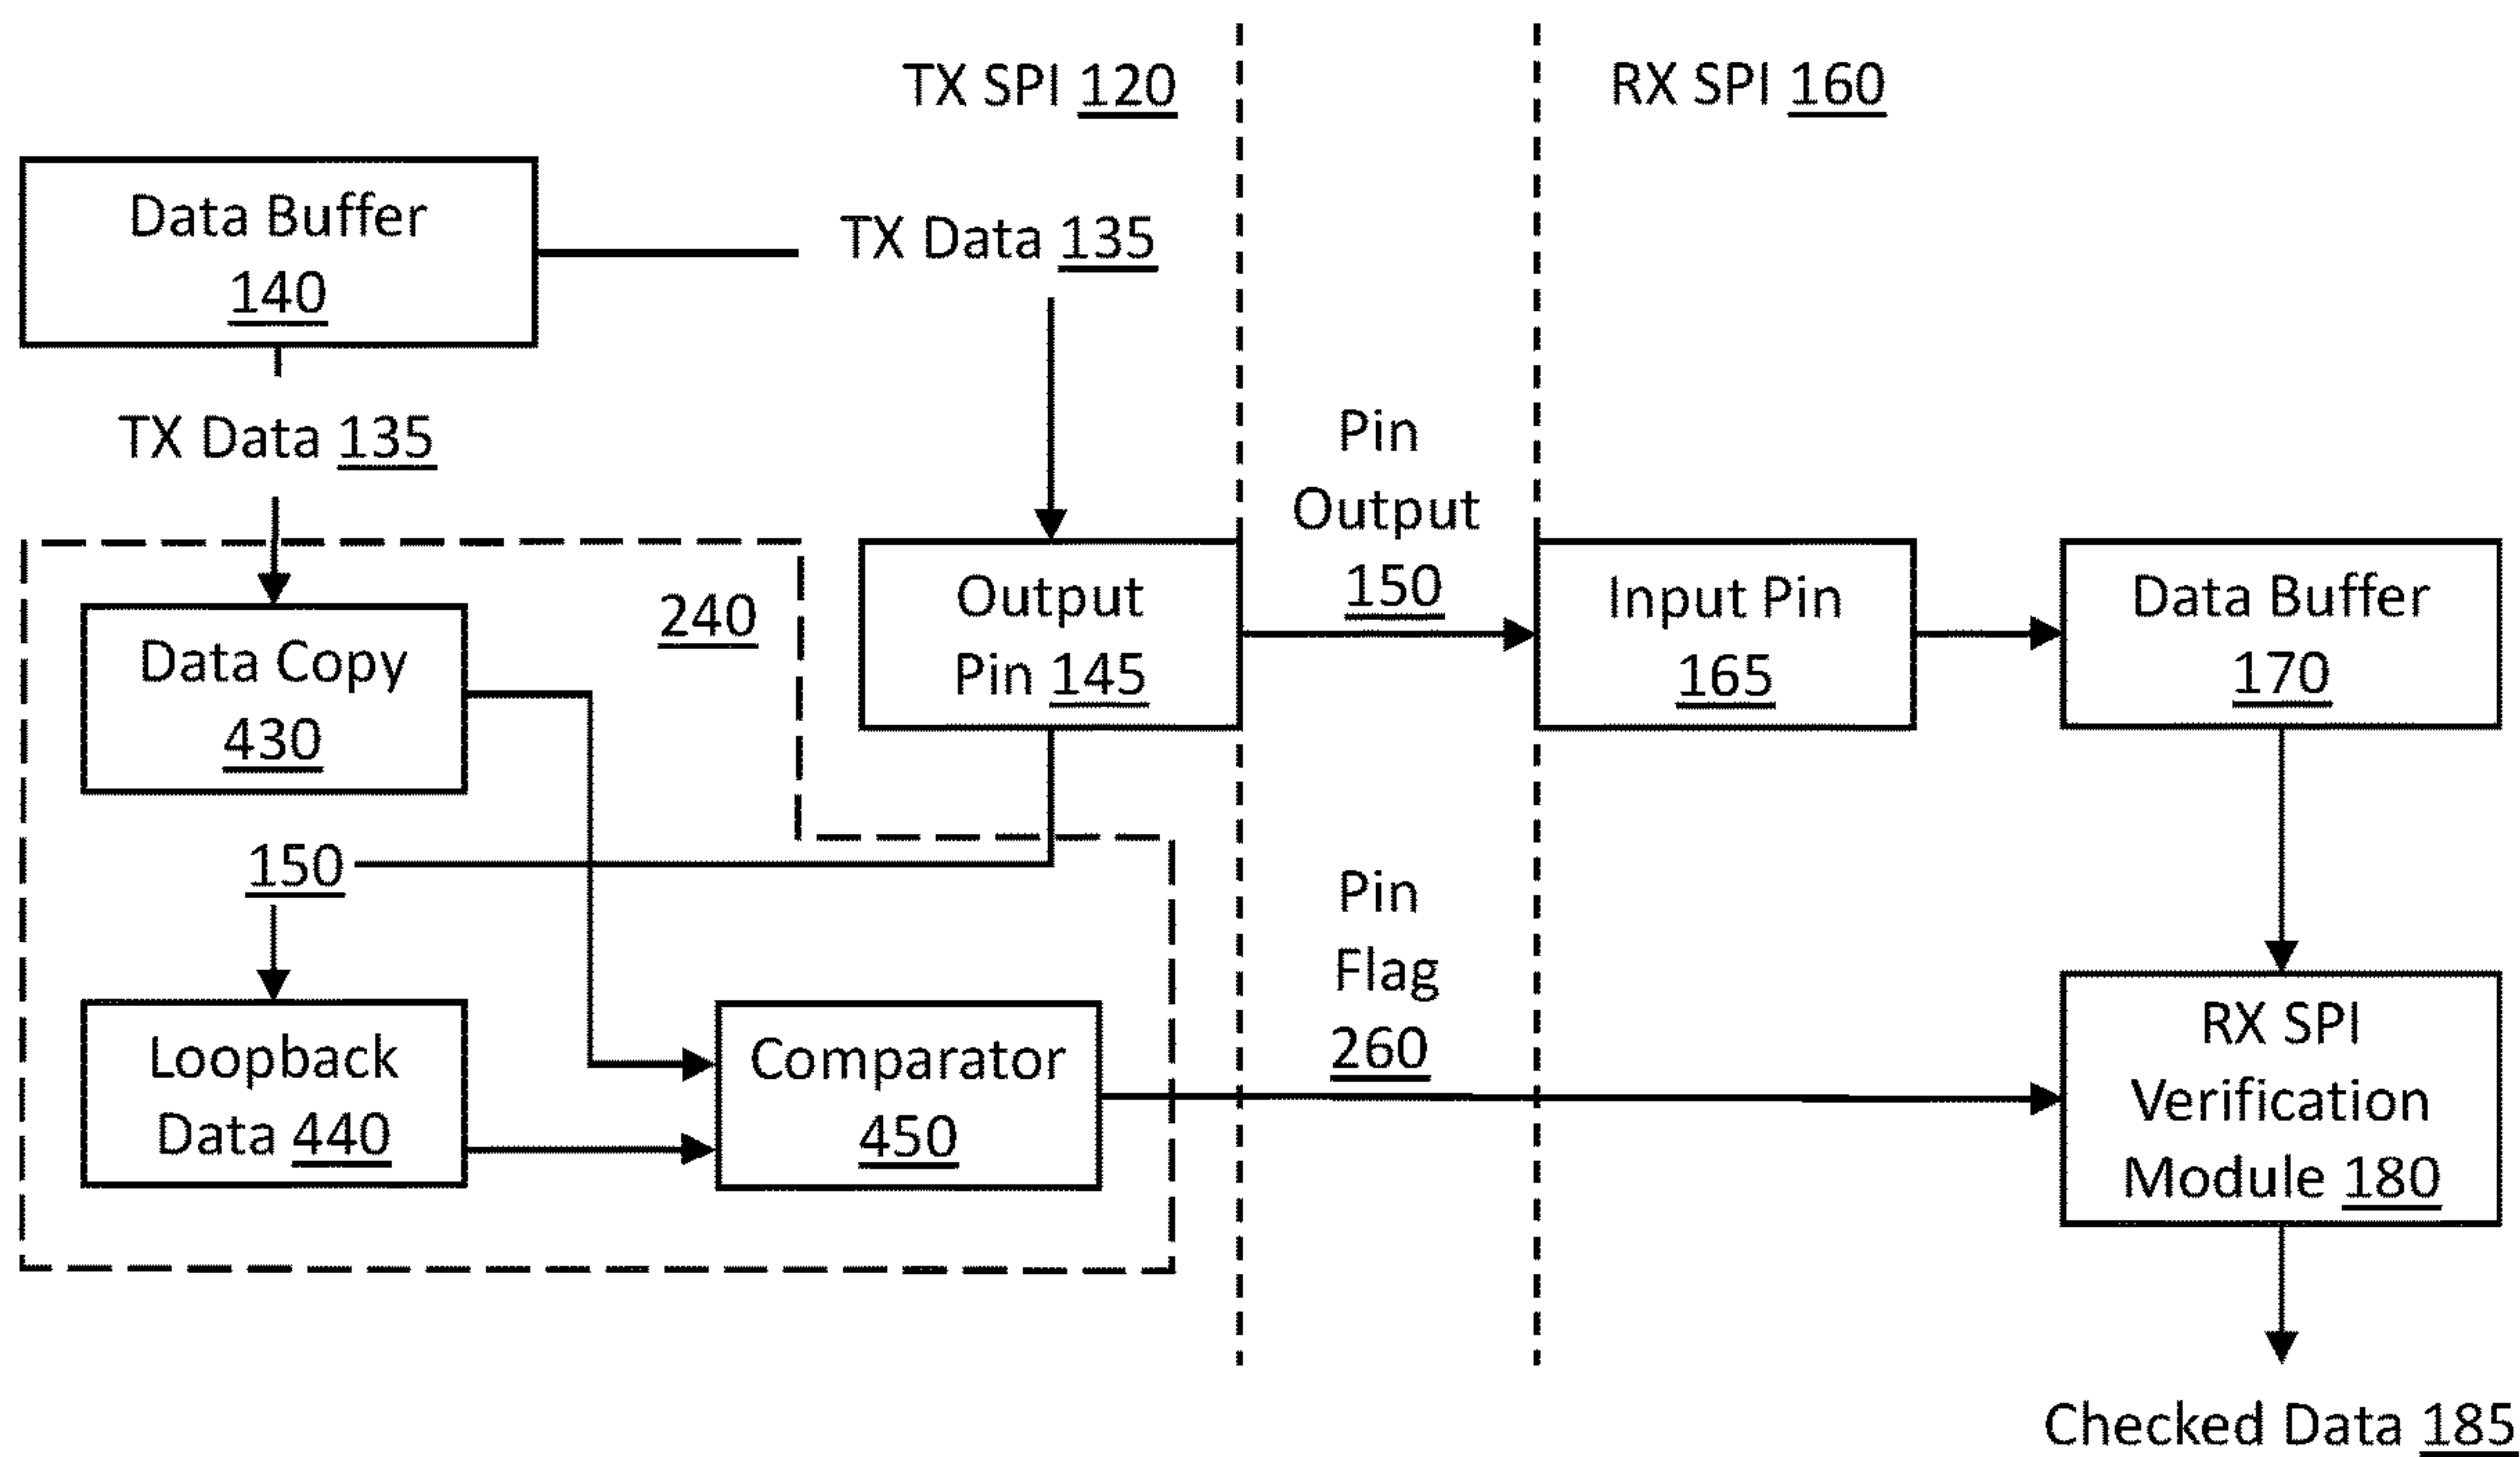 TX SPI 120
RX SPI 160
Data Buffer
140
TX Data 135
TX Data 135
Pin
Output
150
240
Output
Pin 145
Input Pin
165
Data Buffer
170
Data Copy
430
150
Pin
Flag
260
Loopback
Data 440
Comparator
450
RX SPI
Verification
Module 180
Checked Data 185